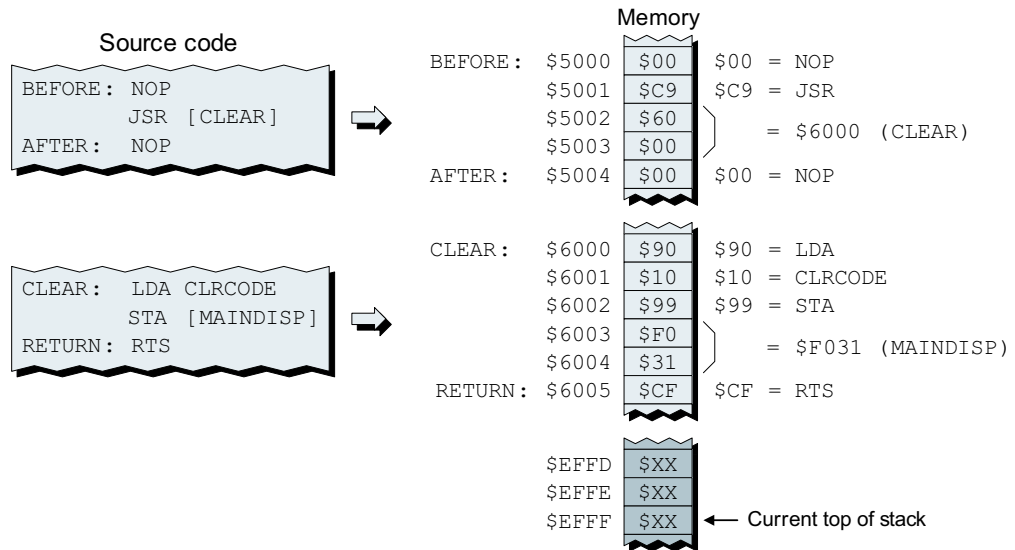 Source code
BEFORE: NOP
JSR [CLEAR]
AFTER: NOP
Memory
BEFORE: $5000 $00 $00 = NOP
$5001 $C9 $C9 = JSR
$5002 $60
= $6000 (CLEAR)
$5003 $00
AFTER: $5004 $00 $00 = NOP
CLEAR: LDA CLRCODE
STA [MAINDISP]
RETURN: RTS
CLEAR: $6000 $90 $90 = LDA
$6001 $10 $10 = CLRCODE
$6002 $99 $99 = STA
$6003 $F0
= $F031 (MAINDISP)
$6004 $31
RETURN: $6005 $CF $CF = RTS
$EFFD $XX
$EFFE $XX
$EFFF $XX Current top of stack